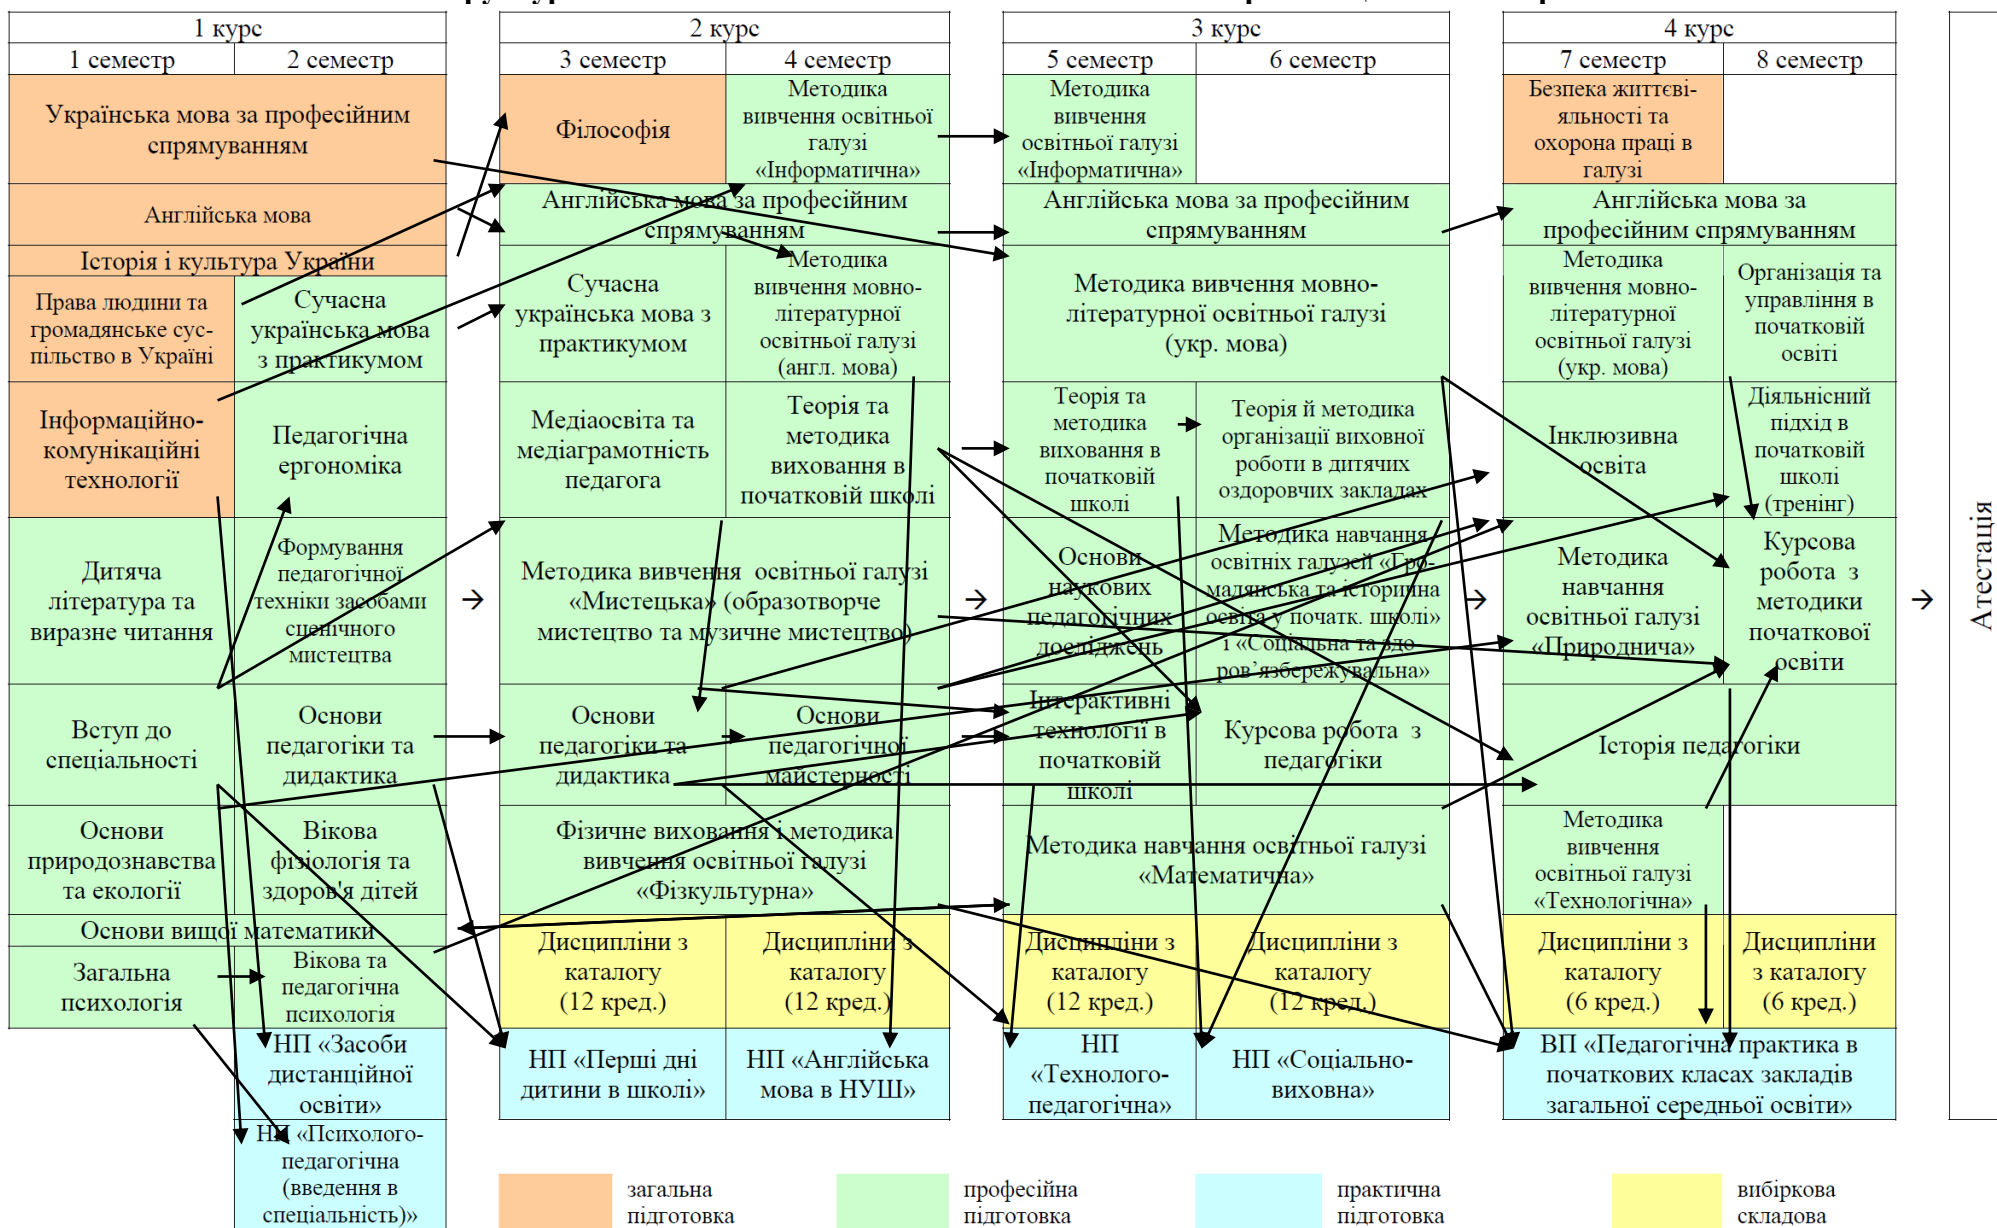 1 курс
2 курс
3 курс
4 курс
1 семестр
2 семестр
3 семестр
4 семестр
5 семестр
6 семестр
7 семестр
8 семестр
Українська мова за професійним
спрямуванням
Філософія
Методика
вивчення освітньої
галузі
«Інформатична»
Методика
вивчення
освітньої галузі
«Інформатична»
Безпека життєві-
яльності та
охорона праці в
галузі
Англійська мова
Англійська мова за професійним
спрямуванням
Англійська мова за професійним
спрямуванням
Англійська мова за
професійним спрямуванням
Історія і культура України
Права людини та
громадянське сус-
пільство в Україні
Сучасна
українська мова
з практикумом
Сучасна
українська мова з
практикумом
Методика
вивчення мовно-
літературної
освітньої галузі
(англ. мова)
Методика вивчення мовно-
літературної освітньої галузі
(укр. мова)
Методика
вивчення мовно-
літературної
освітньої галузі
(укр. мова)
Організація та
управління в
початковій
освіті
Інформаційно-
комунікаційні
технології
Педагогічна
ергономіка
Медіаосвіта та
медіаграмотність
педагога
Теорія та
методика
виховання в
початковій школі
Теорія та
методика
виховання в
початковій
школі
Теорія й методика
організації виховної
роботи в дитячих
оздоровчих закладах
Інклюзивна
освіта
Діяльнісний
підхід в
початковій
школі
(тренінг)
Дитяча
література та
виразне читання
Формування
педагогічної
техніки засобами
сценічного
мистецтва
→
Методика вивчення освітньої галузі
«Мистецька» (образотворче
мистецтво та музичне мистецтво)
→
Основи
наукових
педагогічних
досліджень
Методика навчання
освітніх галузей «Гро-
мадянська та історична
освіта у початк. школі»
і «Соціальна та здо-
ров’язбережувальна»
→
Методика
навчання
освітньої галузі
«Природнича»
Курсова
робота з
методики
початкової
освіти
→
Атестація
Вступ до
спеціальності
Основи
педагогіки та
дидактика
Основи
педагогіки та
дидактика
Основи
педагогічної
майстерності
Інтерактивні
технології в
початковій
школі
Курсова робота з
педагогіки
Історія педагогіки
Основи
природознавства
та екології
Вікова
фізіологія та
здоров'я дітей
Фізичне виховання і методика
вивчення освітньої галузі
«Фізкультурна»
Методика навчання освітньої галузі
«Математична»
Методика
вивчення
освітньої галузі
«Технологічна»
Основи вищої математики
Загальна
психологія
Вікова та
педагогічна
психологія
Дисципліни з
каталогу
(12 кред.)
Дисципліни з
каталогу
(12 кред.)
Дисципліни з
каталогу
(12 кред.)
Дисципліни з
каталогу
(12 кред.)
Дисципліни з
каталогу
(6 кред.)
Дисципліни
з каталогу
(6 кред.)
НП «Засоби
дистанційної
освіти»
НП «Перші дні
дитини в школі»
НП «Англійська
мова в НУШ»
НП
«Технолого-
педагогічна»
НП «Соціально-
виховна»
ВП «Педагогічна практика в
початкових класах закладів
загальної середньої освіти»
НП «Психолого-
педагогічна
(введення в
спеціальність)»
загальна
підготовка
професійна
підготовка
практична
підготовка
вибіркова
складова